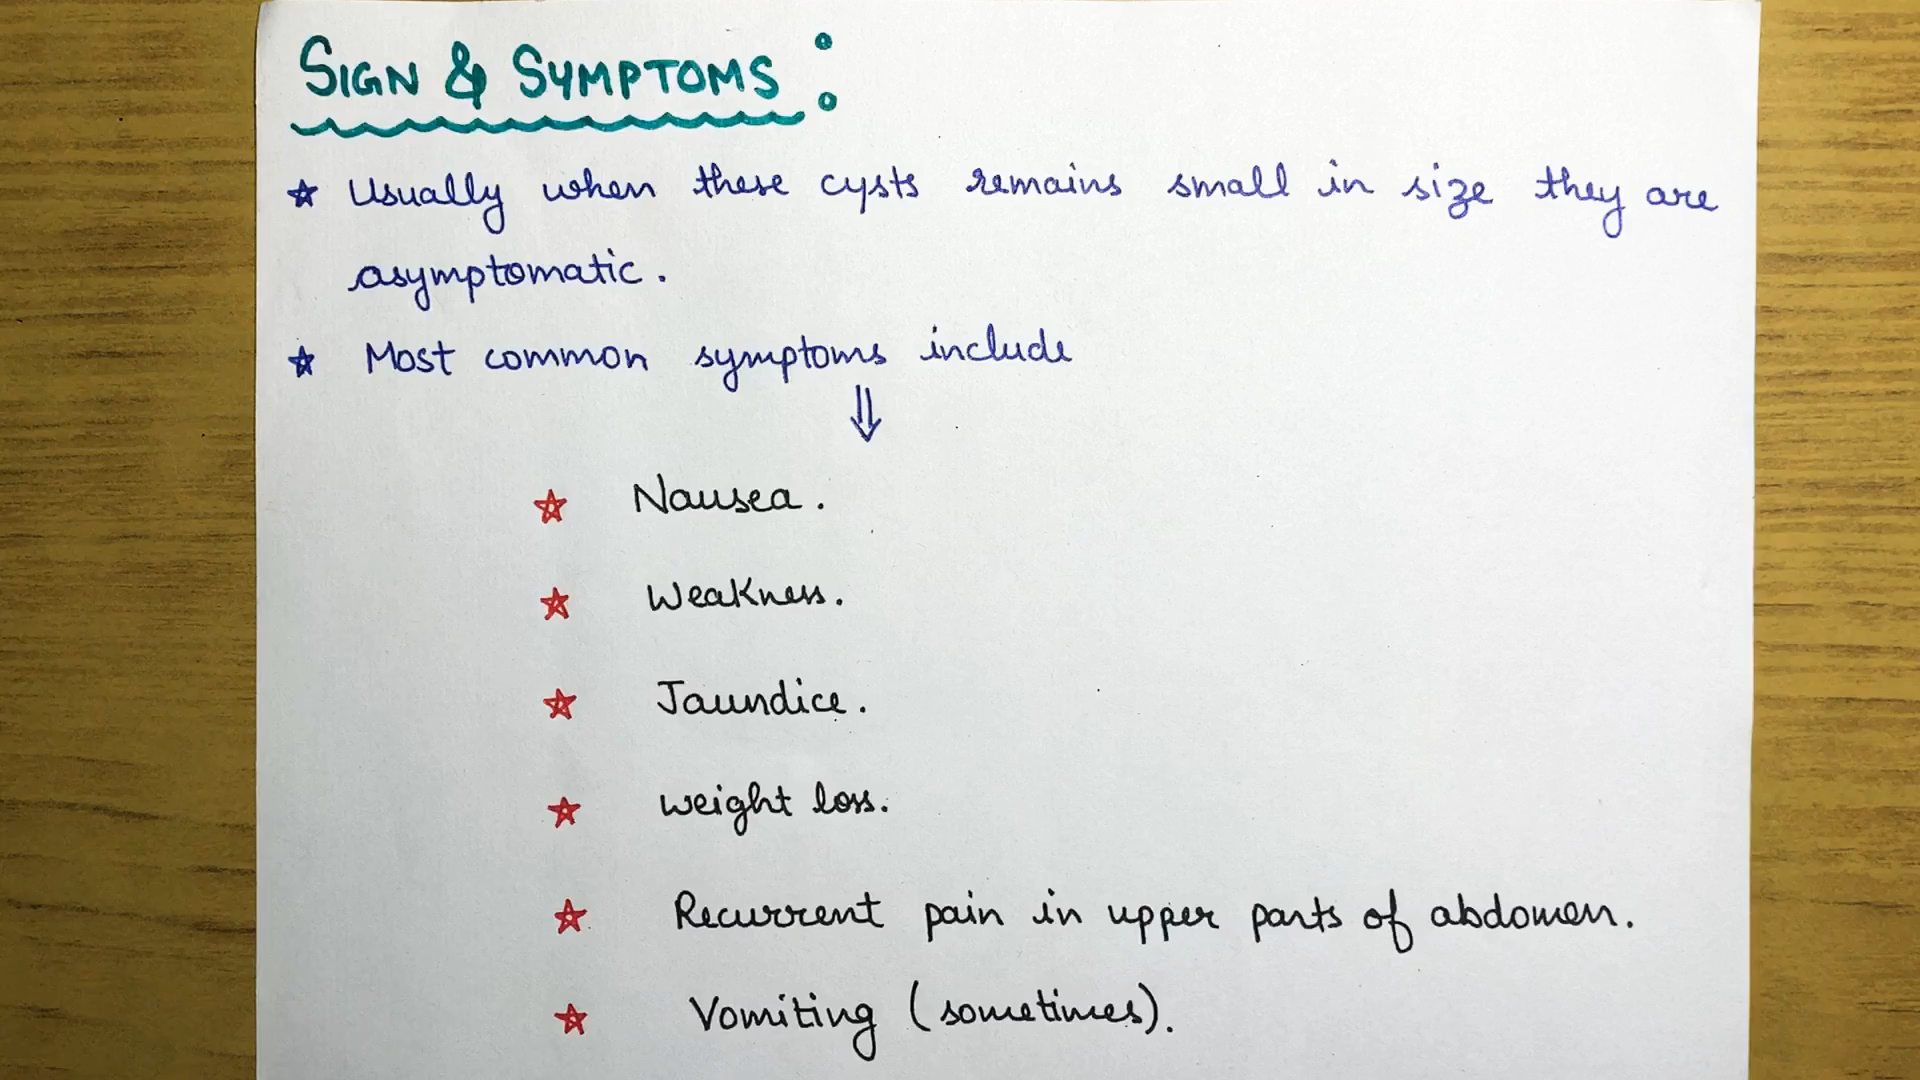 SIGN & SYMPTOMS :
☆ Usually when these cysts remains small in size they are
asymptomatic.
☆ Most common symptoms include
⇓
☆ Nausea.
☆ Weakness.
☆ Jaundice.
☆ weight loss.
☆ Recurrent pain in upper parts of abdomen.
☆ Vomiting (sometimes).